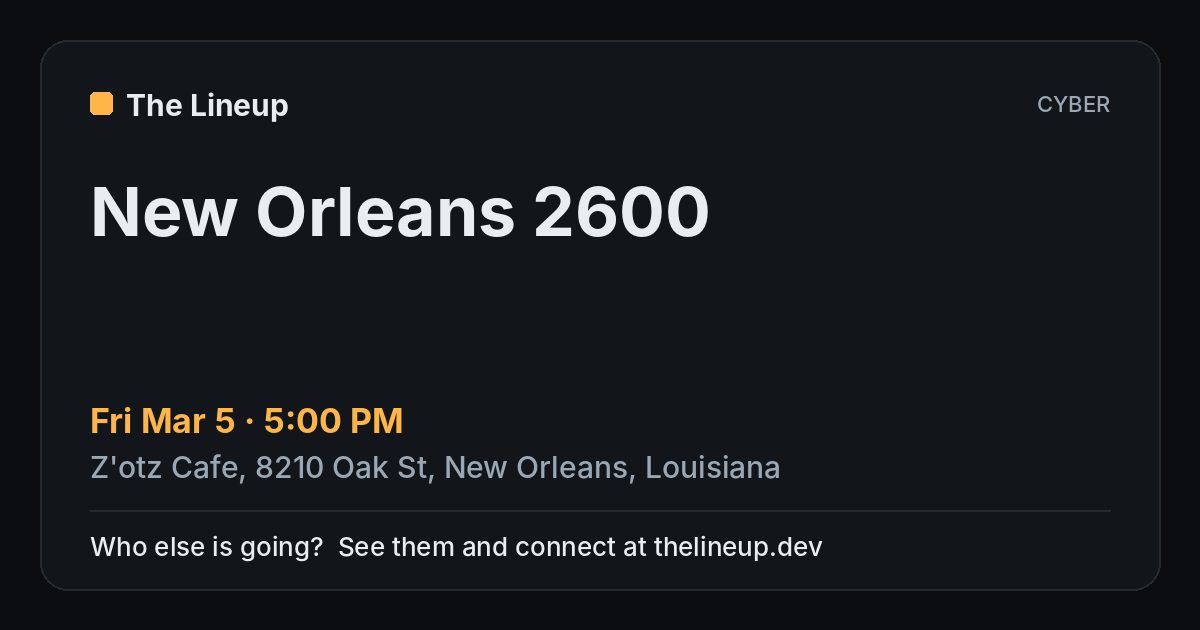 The Lineup
CYBER
New Orleans 2600
Fri Mar 5 · 5:00 PM
Z'otz Cafe, 8210 Oak St, New Orleans, Louisiana
Who else is going? See them and connect at thelineup.dev